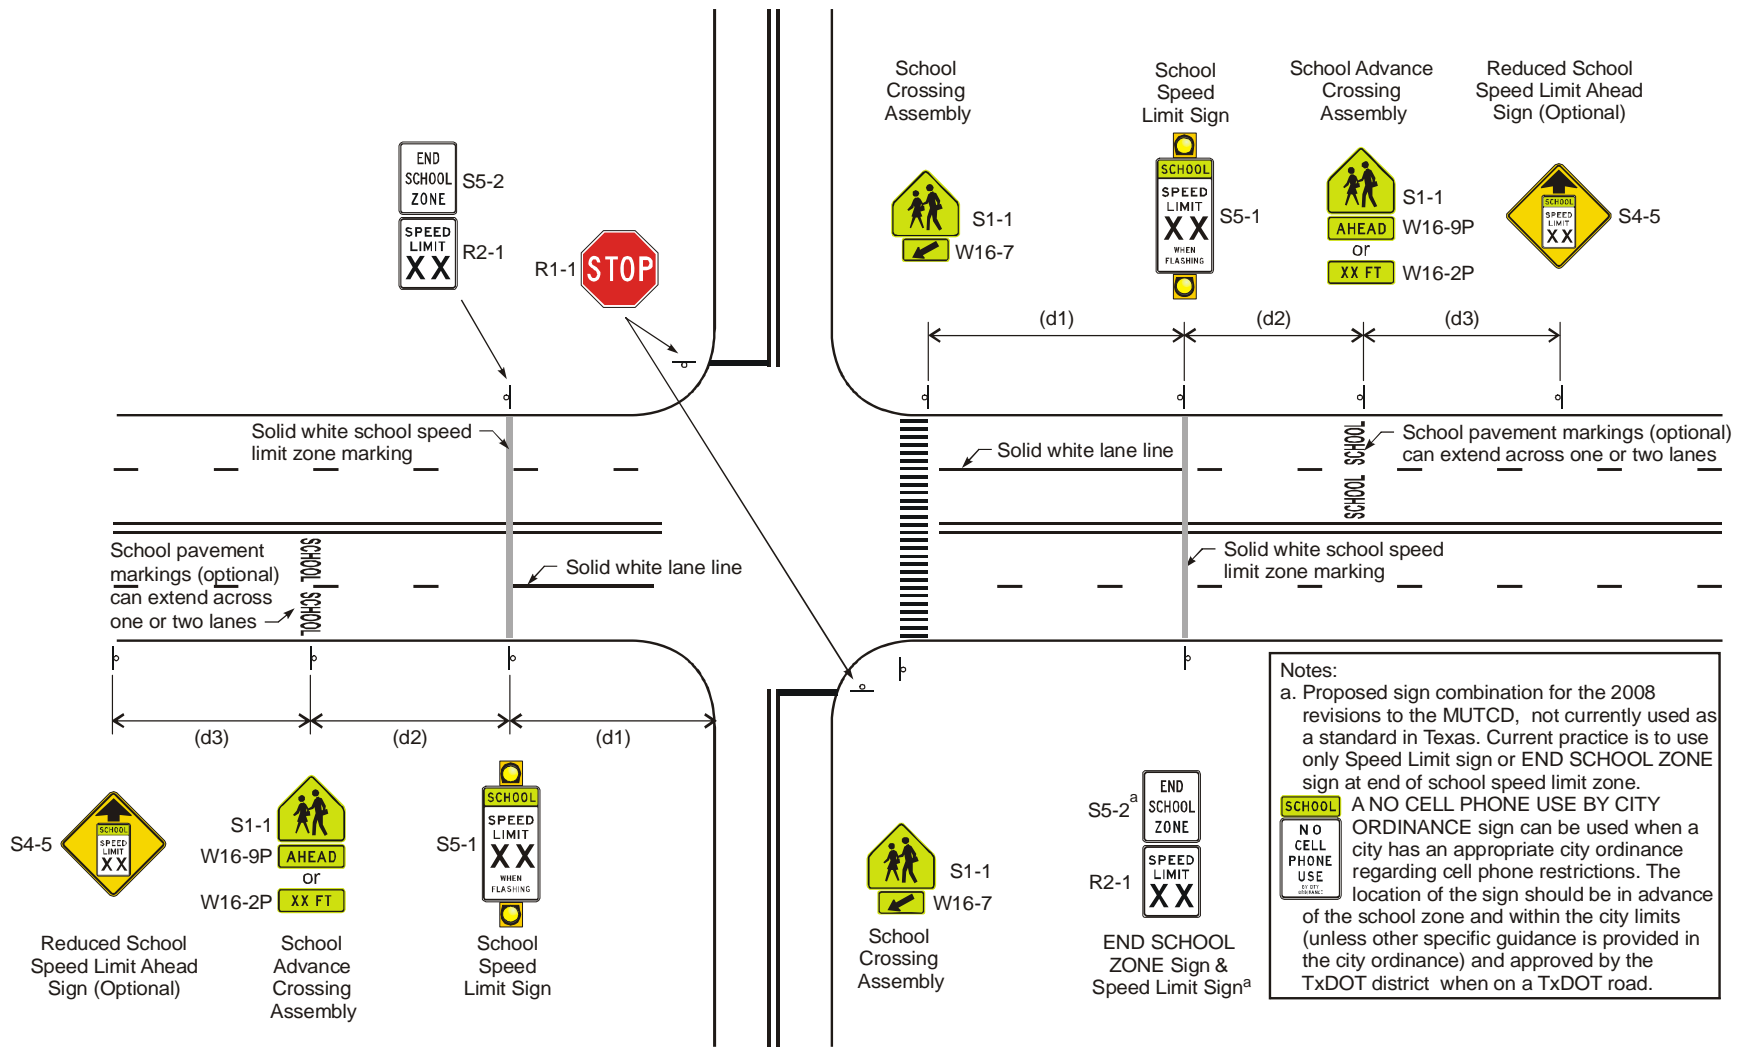 School
Crossing
Assembly
School
Speed
Limit Sign
School Advance
Crossing
Assembly
Reduced School
Speed Limit Ahead
Sign (Optional)
END
SCHOOL
ZONE
S5-2
SPEED
LIMIT
XX
R2-1
R1-1
STOP
S1-1
W16-7
SCHOOL
SPEED
LIMIT
XX
WHEN
FLASHING
S5-1
S1-1
AHEAD
W16-9P
or
XX FT
W16-2P
SCHOOL
SPEED
LIMIT
XX
S4-5
(d1)
(d2)
(d3)
Solid white school speed
limit zone marking
Solid white lane line
SCHOOL
SCHOOL
School pavement markings (optional)
can extend across one or two lanes
School pavement
markings (optional)
can extend across
one or two lanes
SCHOOL
SCHOOL
Solid white lane line
Solid white school speed
limit zone marking
(d3)
(d2)
(d1)
S4-5
SCHOOL
SPEED
LIMIT
XX
Reduced School
Speed Limit Ahead
Sign (Optional)
S1-1
W16-9P
AHEAD
or
W16-2P
XX FT
School
Advance
Crossing
Assembly
S5-1
SCHOOL
SPEED
LIMIT
XX
WHEN
FLASHING
School
Speed
Limit Sign
S1-1
W16-7
School
Crossing
Assembly
S5-2a
END
SCHOOL
ZONE
R2-1
SPEED
LIMIT
XX
END SCHOOL
ZONE Sign &
Speed Limit Signa
Notes:
a. Proposed sign combination for the 2008
revisions to the MUTCD, not currently used as
a standard in Texas. Current practice is to use
only Speed Limit sign or END SCHOOL ZONE
sign at end of school speed limit zone.
SCHOOL
NO
CELL
PHONE
USE
BY CITY
ORDINANCE
A NO CELL PHONE USE BY CITY
ORDINANCE sign can be used when a
city has an appropriate city ordinance
regarding cell phone restrictions. The
location of the sign should be in advance
of the school zone and within the city limits
(unless other specific guidance is provided in
the city ordinance) and approved by the
TxDOT district when on a TxDOT road.